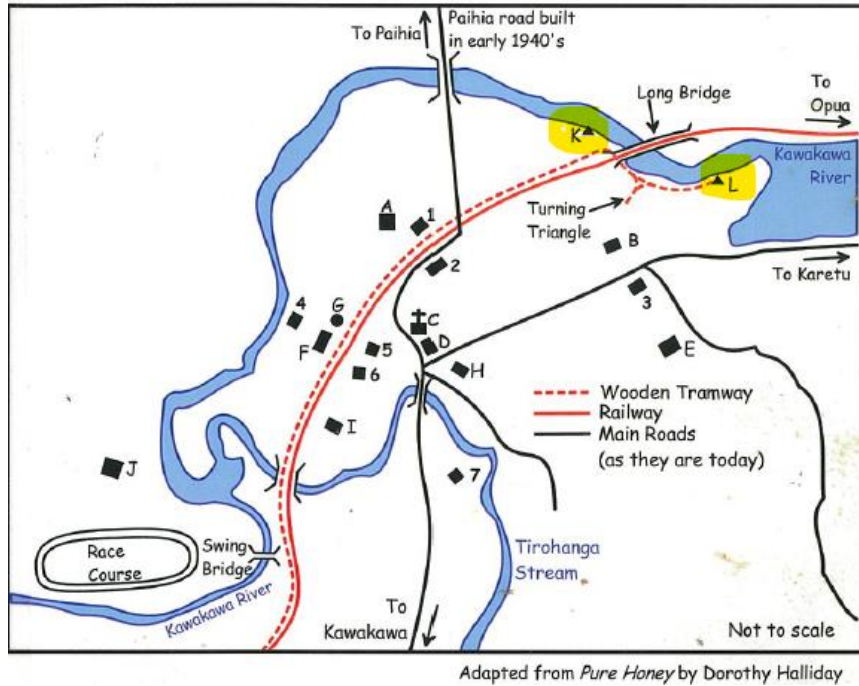 To Paihia
Paihia road built
in early 1940's
Long Bridge
To
Opua
K
Kawakawa
River
L
A
1
Turning
Triangle
B
2
To Karetu
4
G
C
3
F
5
D
E
6
H
Wooden Tramway
Railway
Main Roads
(as they are today)
I
J
7
Race
Course
Swing
Bridge
Tirohanga
Stream
Kawakawa River
To
Kawakawa
Not to scale
Adapted from Pure Honey by Dorothy Halliday